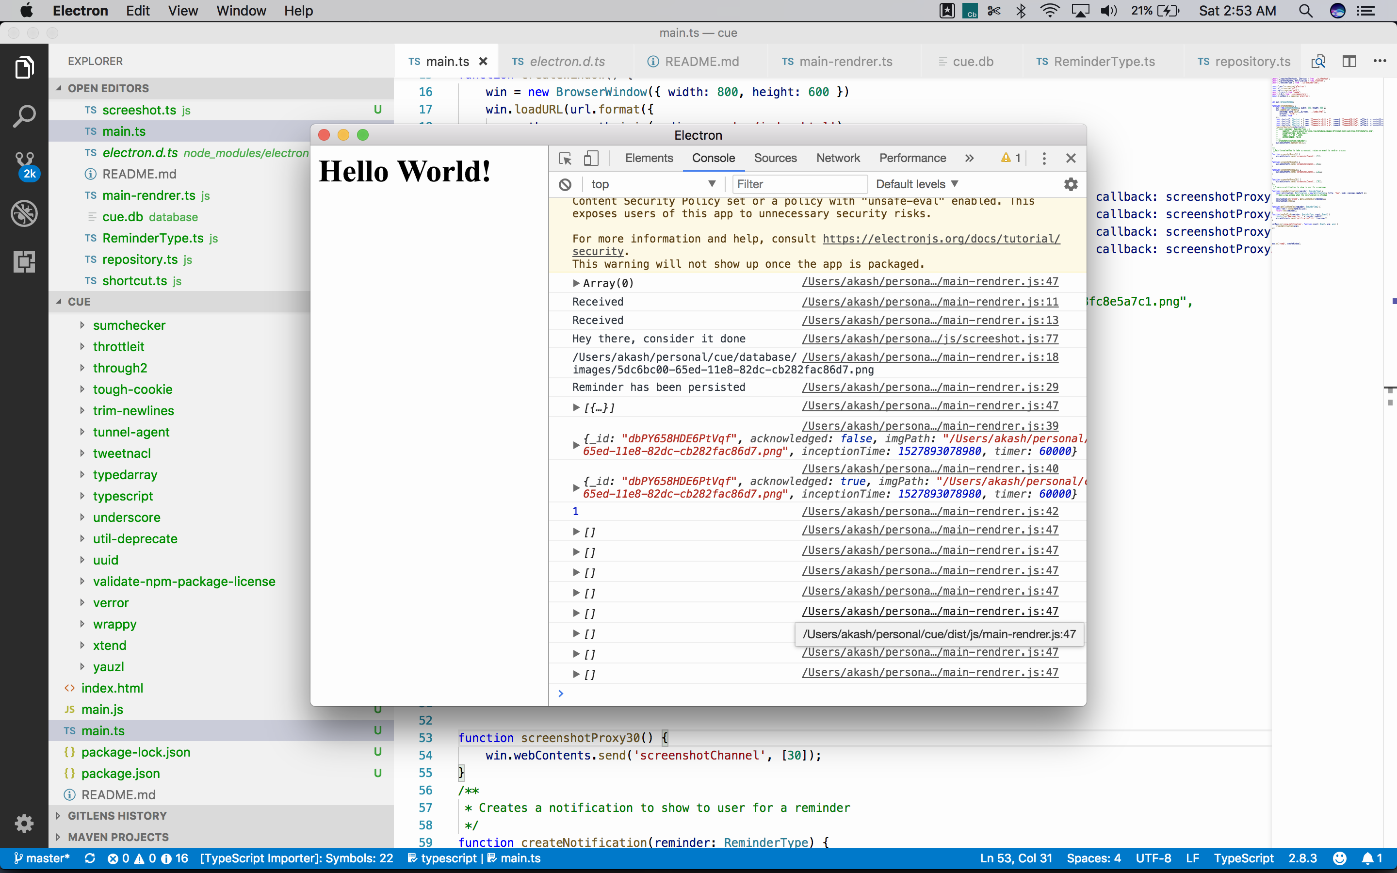 Electron Edit View Window Help
21% Sat 2:53 AM
main.ts — cue
EXPLORER
OPEN EDITORS
TS screeshot.ts js U
TS main.ts
TS electron.d.ts node_modules/electron
README.md
TS main-rendrer.ts js
cue.db database
TS ReminderType.ts js
TS repository.ts js
TS shortcut.ts js
2k
CUE
sumchecker
throttleit
through2
tough-cookie
trim-newlines
tunnel-agent
tweetnacl
typedarray
typescript
underscore
util-deprecate
uuid
validate-npm-package-license
verror
wrappy
xtend
yauzl
<> index.html
JS main.js U
TS main.ts U
{} package-lock.json U
{} package.json U
README.md
GITLENS HISTORY
MAVEN PROJECTS
TS main.ts × TS electron.d.ts README.md TS main-rendrer.ts cue.db TS ReminderType.ts TS repository.ts
16 win = new BrowserWindow({ width: 800, height: 600 })
17 win.loadURL(url.format({
callback: screenshotProxy
callback: screenshotProxy
callback: screenshotProxy
callback: screenshotProxy
fc8e5a7c1.png",
Electron
Hello World!
Elements Console Sources Network Performance » 1
top Filter Default levels
Content Security Policy set or a policy with "unsafe-eval" enabled. This
exposes users of this app to unnecessary security risks.
For more information and help, consult https://electronjs.org/docs/tutorial/
security.
This warning will not show up once the app is packaged.
Array(0) /Users/akash/persona…/main-rendrer.js:47
Received /Users/akash/persona…/main-rendrer.js:11
Received /Users/akash/persona…/main-rendrer.js:13
Hey there, consider it done /Users/akash/persona…/js/screeshot.js:77
/Users/akash/personal/cue/database/ /Users/akash/persona…/main-rendrer.js:18
images/5dc6bc00-65ed-11e8-82dc-cb282fac86d7.png
Reminder has been persisted /Users/akash/persona…/main-rendrer.js:29
[{…}] /Users/akash/persona…/main-rendrer.js:47
/Users/akash/persona…/main-rendrer.js:39
{_id: "dbPY658HDE6PtVqf", acknowledged: false, imgPath: "/Users/akash/personal/
65ed-11e8-82dc-cb282fac86d7.png", inceptionTime: 1527893078980, timer: 60000}
/Users/akash/persona…/main-rendrer.js:40
{_id: "dbPY658HDE6PtVqf", acknowledged: true, imgPath: "/Users/akash/personal/c
65ed-11e8-82dc-cb282fac86d7.png", inceptionTime: 1527893078980, timer: 60000}
1 /Users/akash/persona…/main-rendrer.js:42
[] /Users/akash/persona…/main-rendrer.js:47
[] /Users/akash/persona…/main-rendrer.js:47
[] /Users/akash/persona…/main-rendrer.js:47
[] /Users/akash/persona…/main-rendrer.js:47
[] /Users/akash/persona…/main-rendrer.js:47
[] /Users/akash/personal/cue/dist/js/main-rendrer.js:47
[] /Users/akash/persona…/main-rendrer.js:47
[] /Users/akash/persona…/main-rendrer.js:47
52
53 function screenshotProxy30() {
54 win.webContents.send('screenshotChannel', [30]);
55 }
56 /**
57 * Creates a notification to show to user for a reminder
58 */
59 function createNotification(reminder: ReminderType) {
master* 0 0 16 [TypeScript Importer]: Symbols: 22 typescript | main.ts Ln 53, Col 31 Spaces: 4 UTF-8 LF TypeScript 2.8.3 1